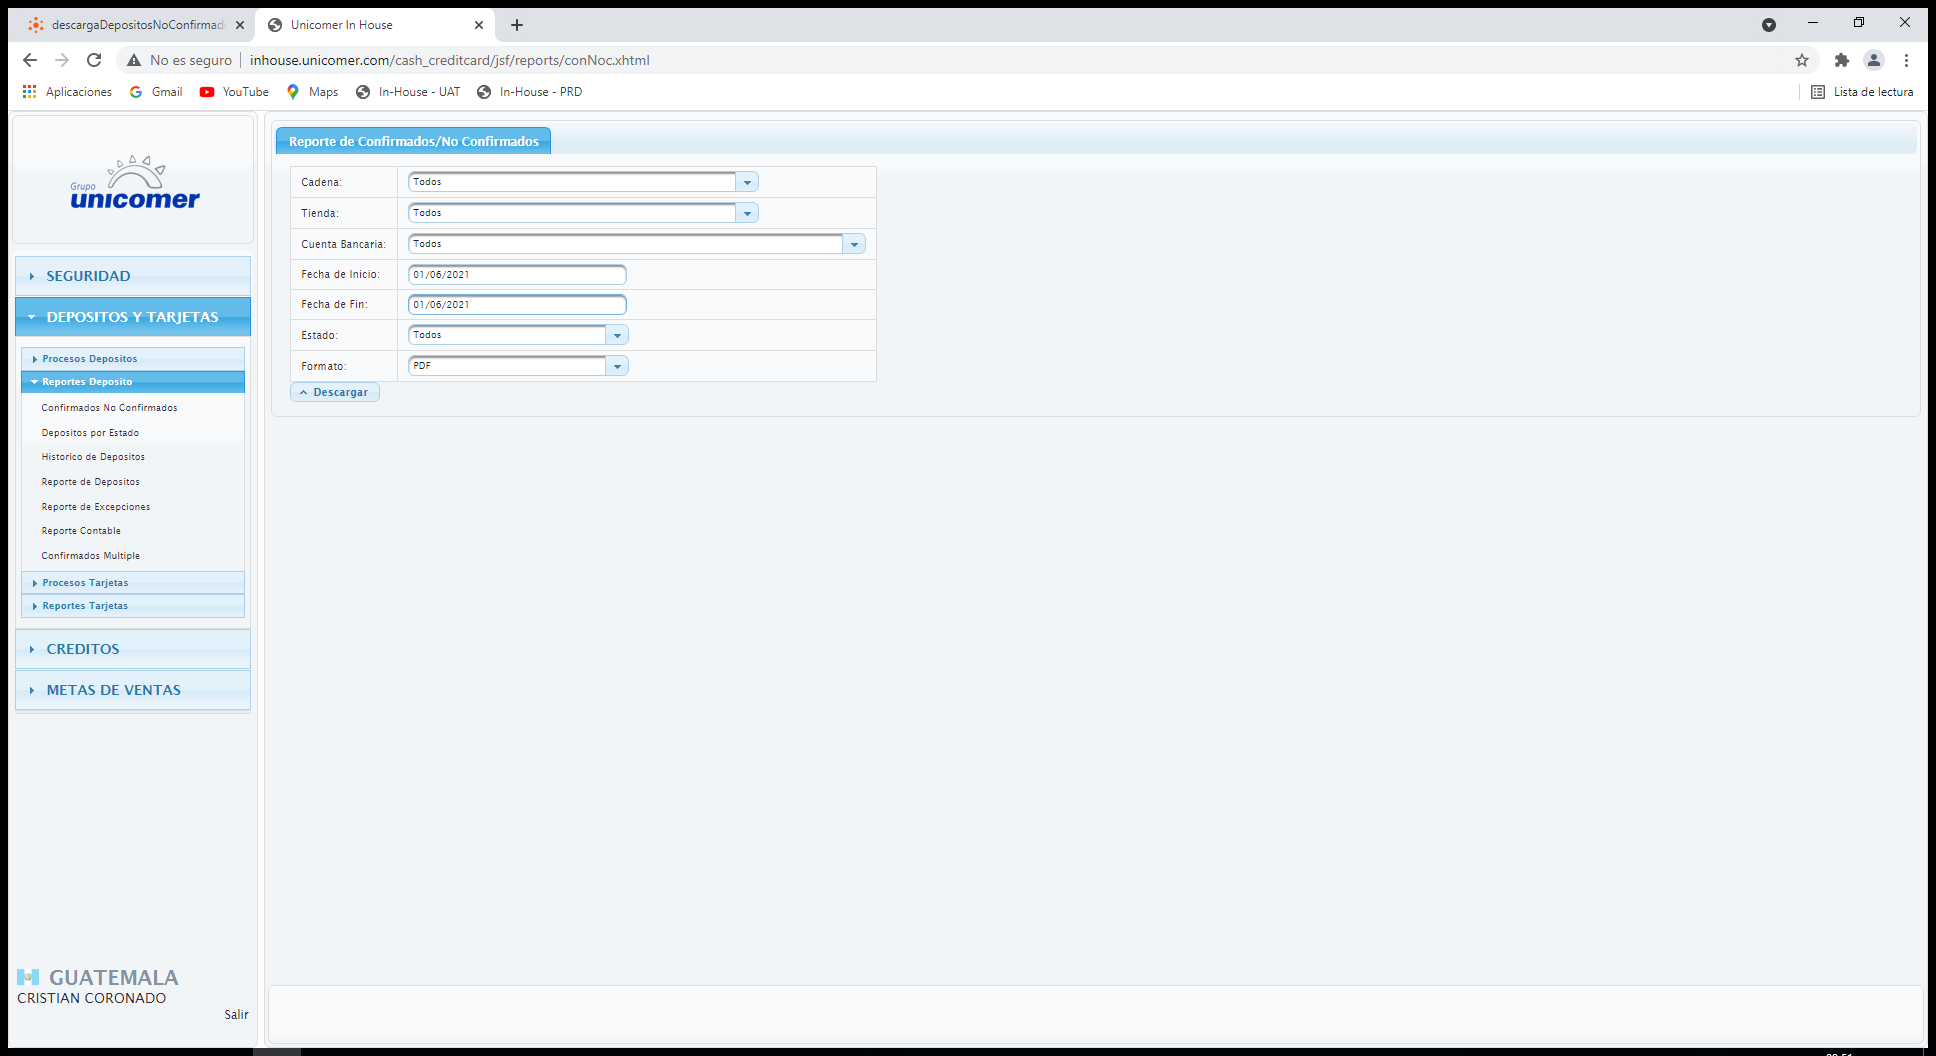 descargaDepositosNoConfirmad
Unicomer In House
No es seguro
inhouse.unicomer.com/cash_creditcard/jsf/reports/conNoc.xhtml
Aplicaciones
Gmail
YouTube
Maps
In-House - UAT
In-House - PRD
Lista de lectura
Grupo
unicomer
SEGURIDAD
DEPOSITOS Y TARJETAS
Procesos Depositos
Reportes Deposito
Confirmados No Confirmados
Depositos por Estado
Historico de Depositos
Reporte de Depositos
Reporte de Excepciones
Reporte Contable
Confirmados Multiple
Procesos Tarjetas
Reportes Tarjetas
CREDITOS
METAS DE VENTAS
GUATEMALA
CRISTIAN CORONADO
Salir
Reporte de Confirmados/No Confirmados
Cadena: Todos
Tienda: Todos
Cuenta Bancaria: Todos
Fecha de Inicio: 01/06/2021
Fecha de Fin: 01/06/2021
Estado: Todos
Formato: PDF
Descargar